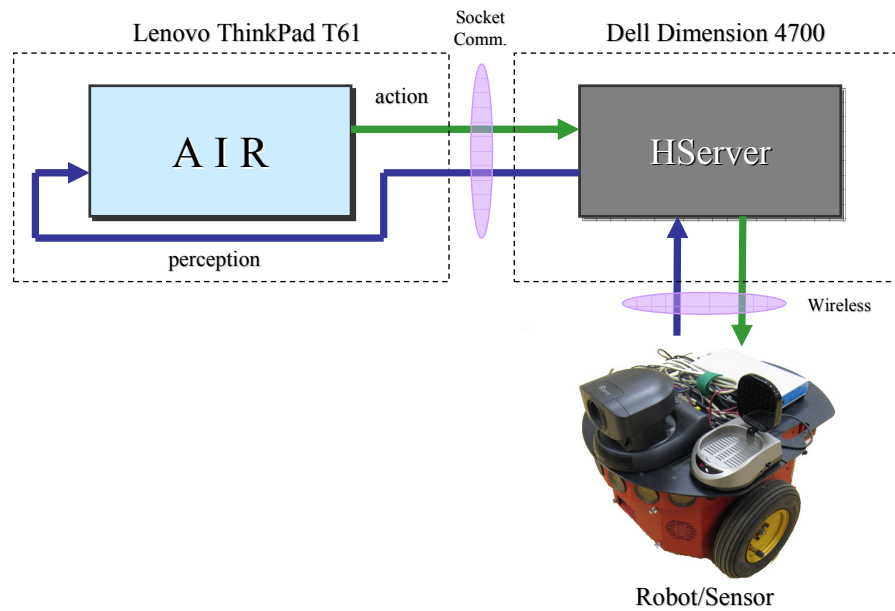 Lenovo ThinkPad T61
Socket
Comm.
Dell Dimension 4700
action
A I R
HServer
perception
Wireless
Robot/Sensor